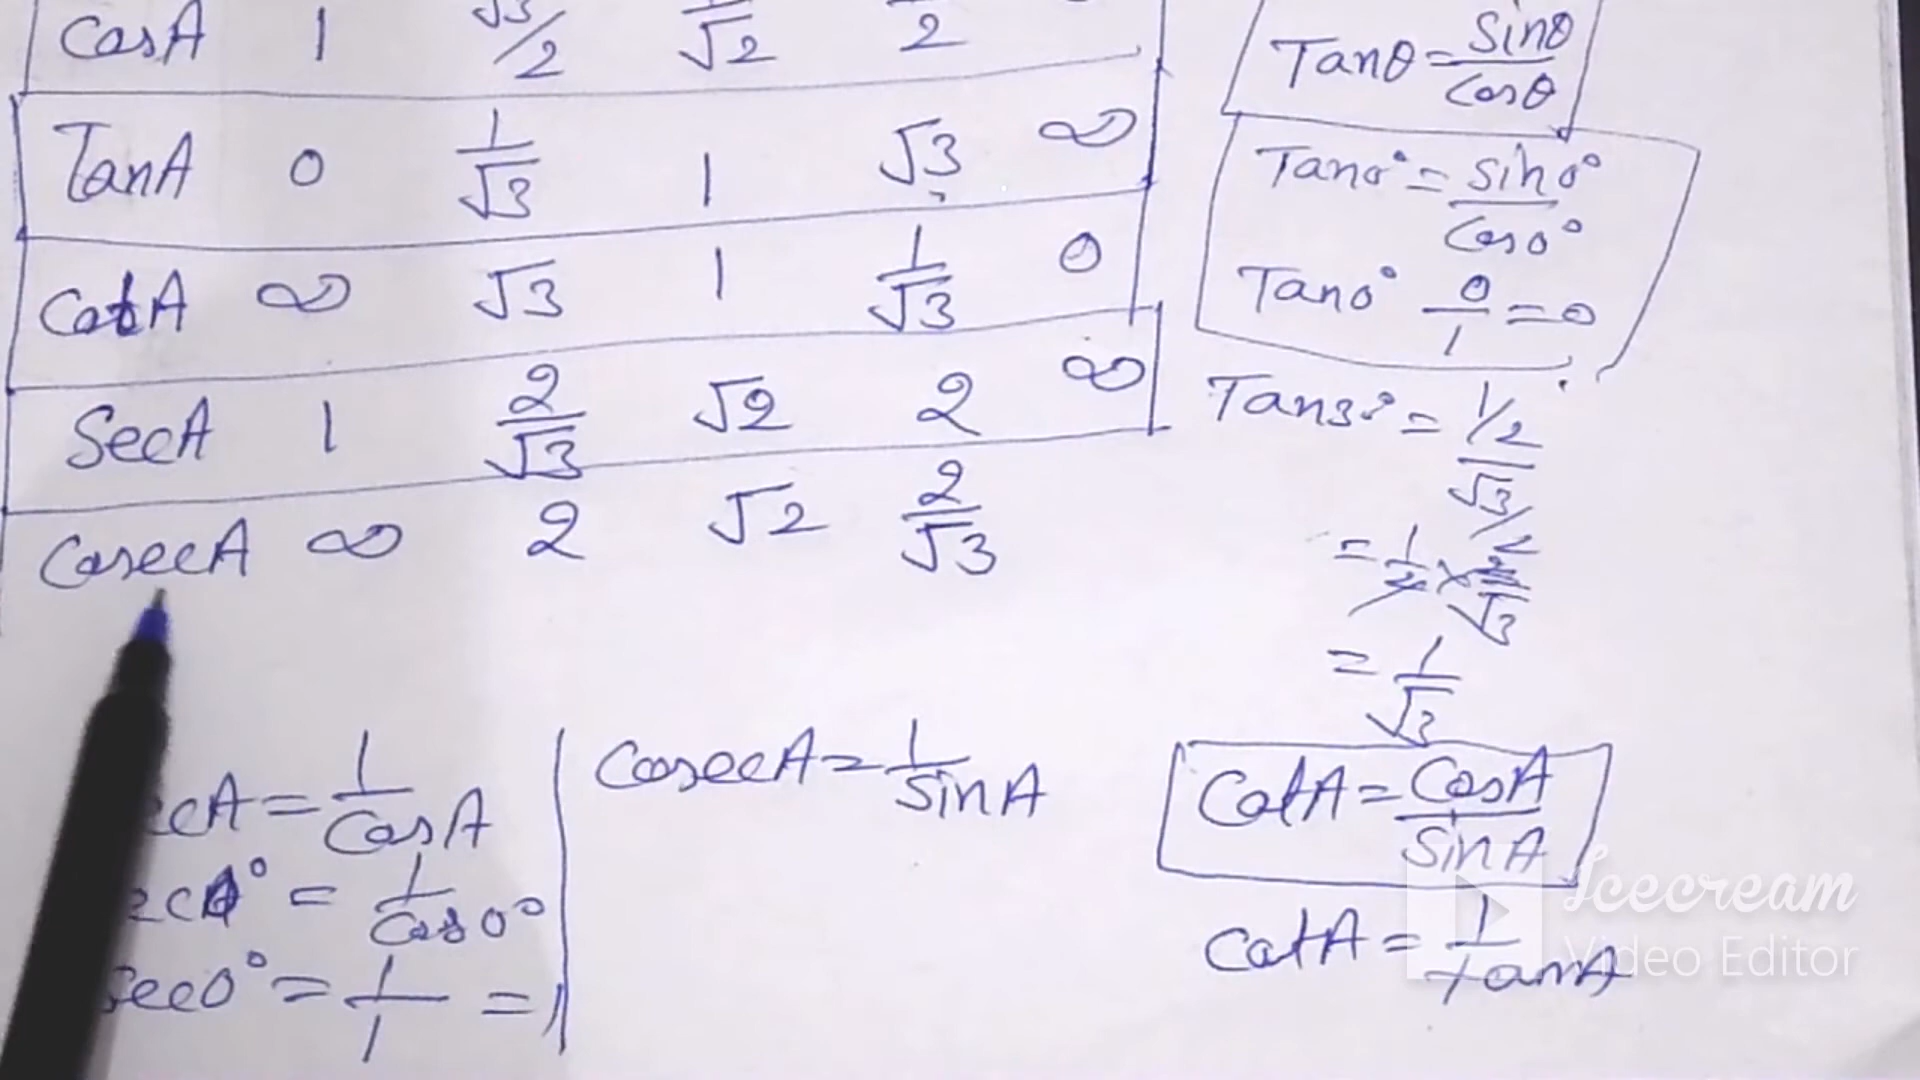 CosA 1 √3/2 1/√2 1/2
TanA 0 1/√3 1 √3 ∞
CotA ∞ √3 1 1/√3 0
SecA 1 2/√3 √2 2 ∞
CosecA ∞ 2 √2 2/√3
ecA = 1/CosA
ec0° = 1/Cos0°
Sec0° = 1/1 = 1
CosecA = 1/SinA
Tanθ = Sinθ/Cosθ
Tan0° = Sin0°/Cos0°
Tan0° 0/1 = 0
Tan30° = 1/2/√3/2
= 1/2 × 2/√3
= 1/√3
CotA = CosA/SinA
CotA = 1/TanA
Icecream
Video Editor